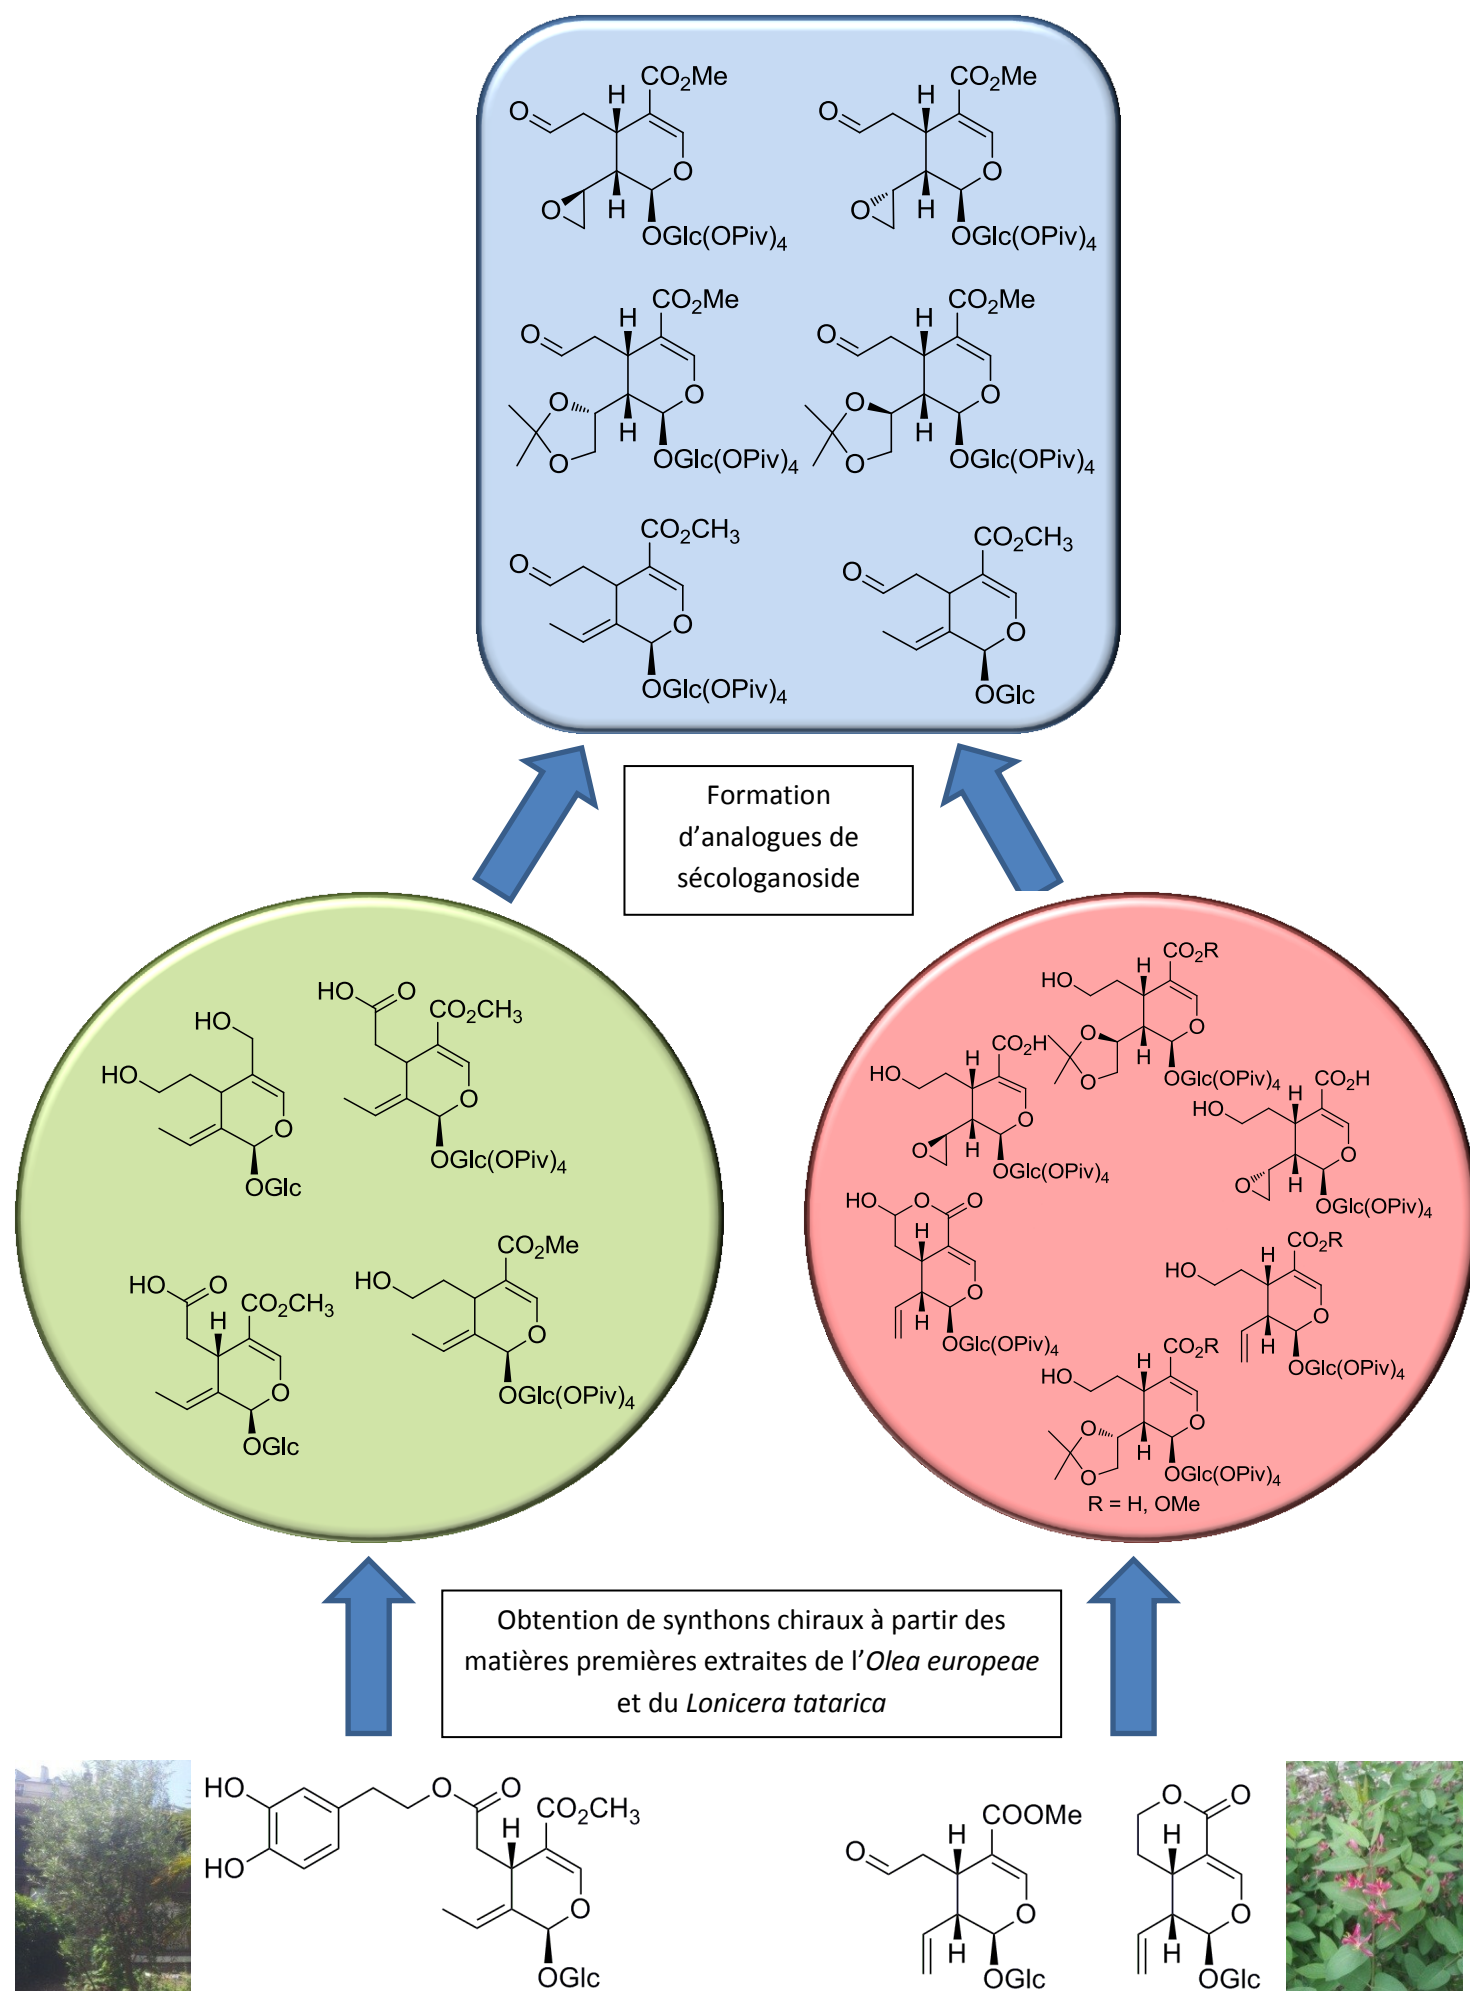 CO2Me
H
O
O
O
H
OGlc(OPiv)4
CO2Me
H
O
O
O
H
OGlc(OPiv)4
CO2Me
H
O
O
O
O
H
OGlc(OPiv)4
CO2Me
H
O
O
O
O
H
OGlc(OPiv)4
CO2CH3
O
O
OGlc(OPiv)4
CO2CH3
O
O
OGlc
Formation
d’analogues de
sécologanoside
HO
HO
O
OGlc
HO
O
CO2CH3
O
OGlc(OPiv)4
HO
O
H
CO2CH3
O
OGlc
CO2Me
HO
O
OGlc(OPiv)4
CO2R
H
HO
O
O
O
H
OGlc(OPiv)4
CO2H
H
HO
O
O
H
OGlc(OPiv)4
CO2H
H
HO
O
O
H
OGlc(OPiv)4
HO
O
O
H
O
H
OGlc(OPiv)4
CO2R
H
HO
O
H
OGlc(OPiv)4
CO2R
H
HO
O
O
O
H
OGlc(OPiv)4
R = H, OMe
Obtention de synthons chiraux à partir des
matières premières extraites de l’Olea europeae
et du Lonicera tatarica
HO
HO
O
O
H
CO2CH3
O
OGlc
COOMe
H
O
O
H
OGlc
O
O
H
O
H
OGlc